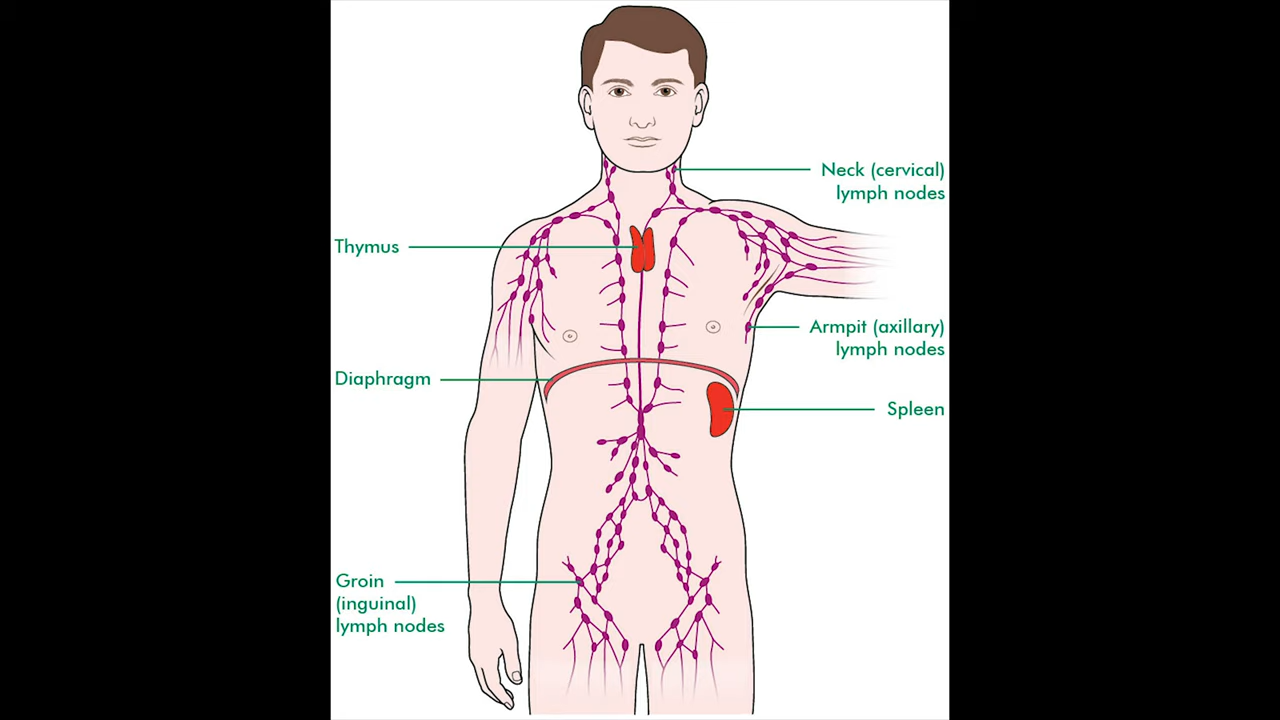 Neck (cervical)
lymph nodes
Thymus
Armpit (axillary)
lymph nodes
Diaphragm
Spleen
Groin
(inguinal)
lymph nodes